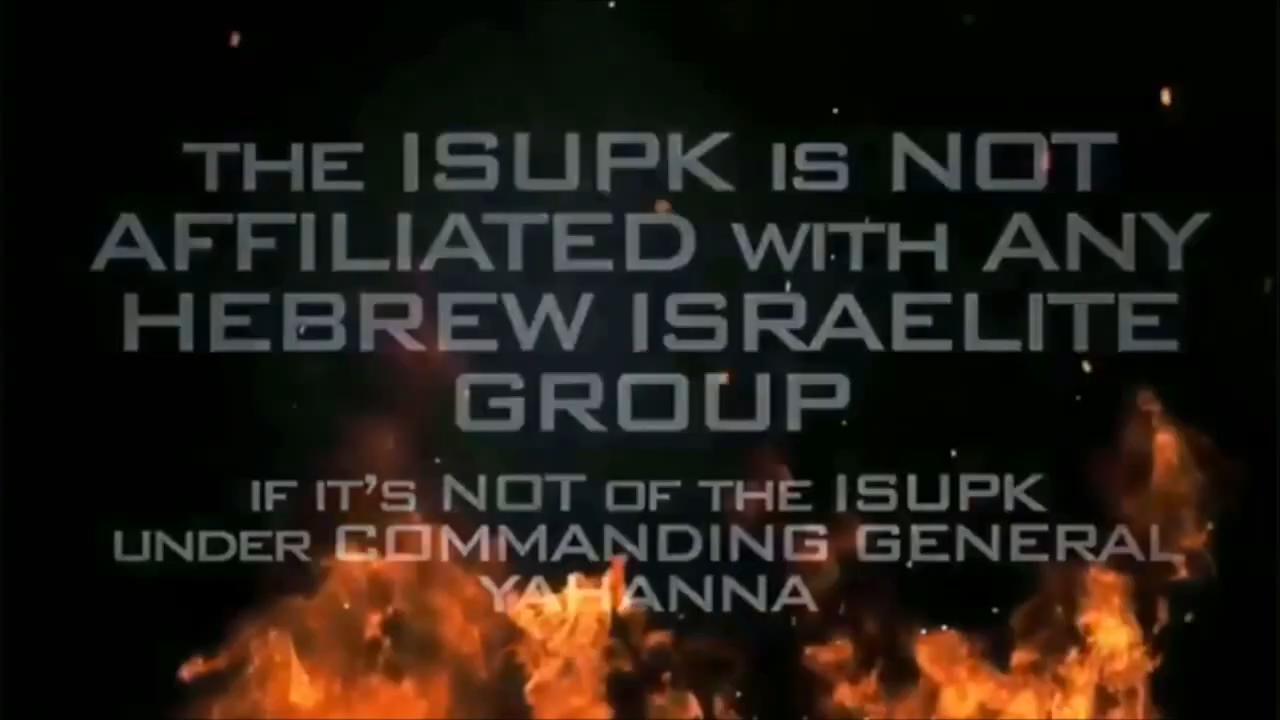 THE ISUPK IS NOT
AFFILIATED WITH ANY
HEBREW ISRAELITE
GROUP
IF IT'S NOT OF THE ISUPK
UNDER COMMANDING GENERAL
YAHANNA